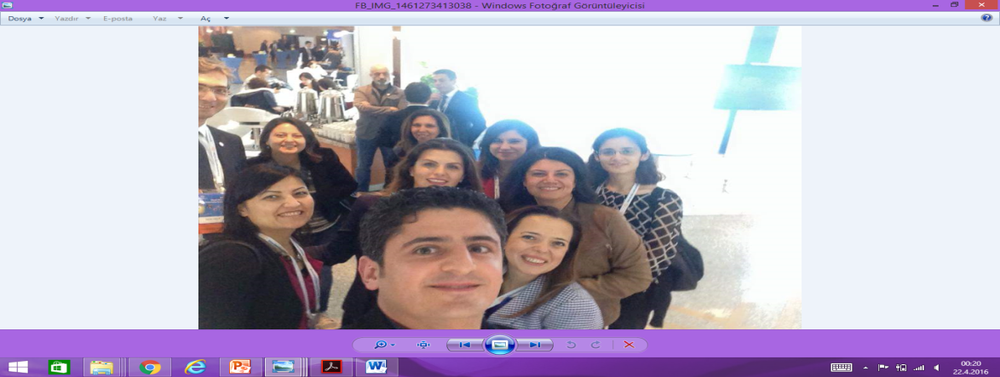 FB_IMG_1461273413038 - Windows Fotoğraf Görüntüleyicisi
Dosya Yazdır E-posta Yaz Aç
00:20
22.4.2016